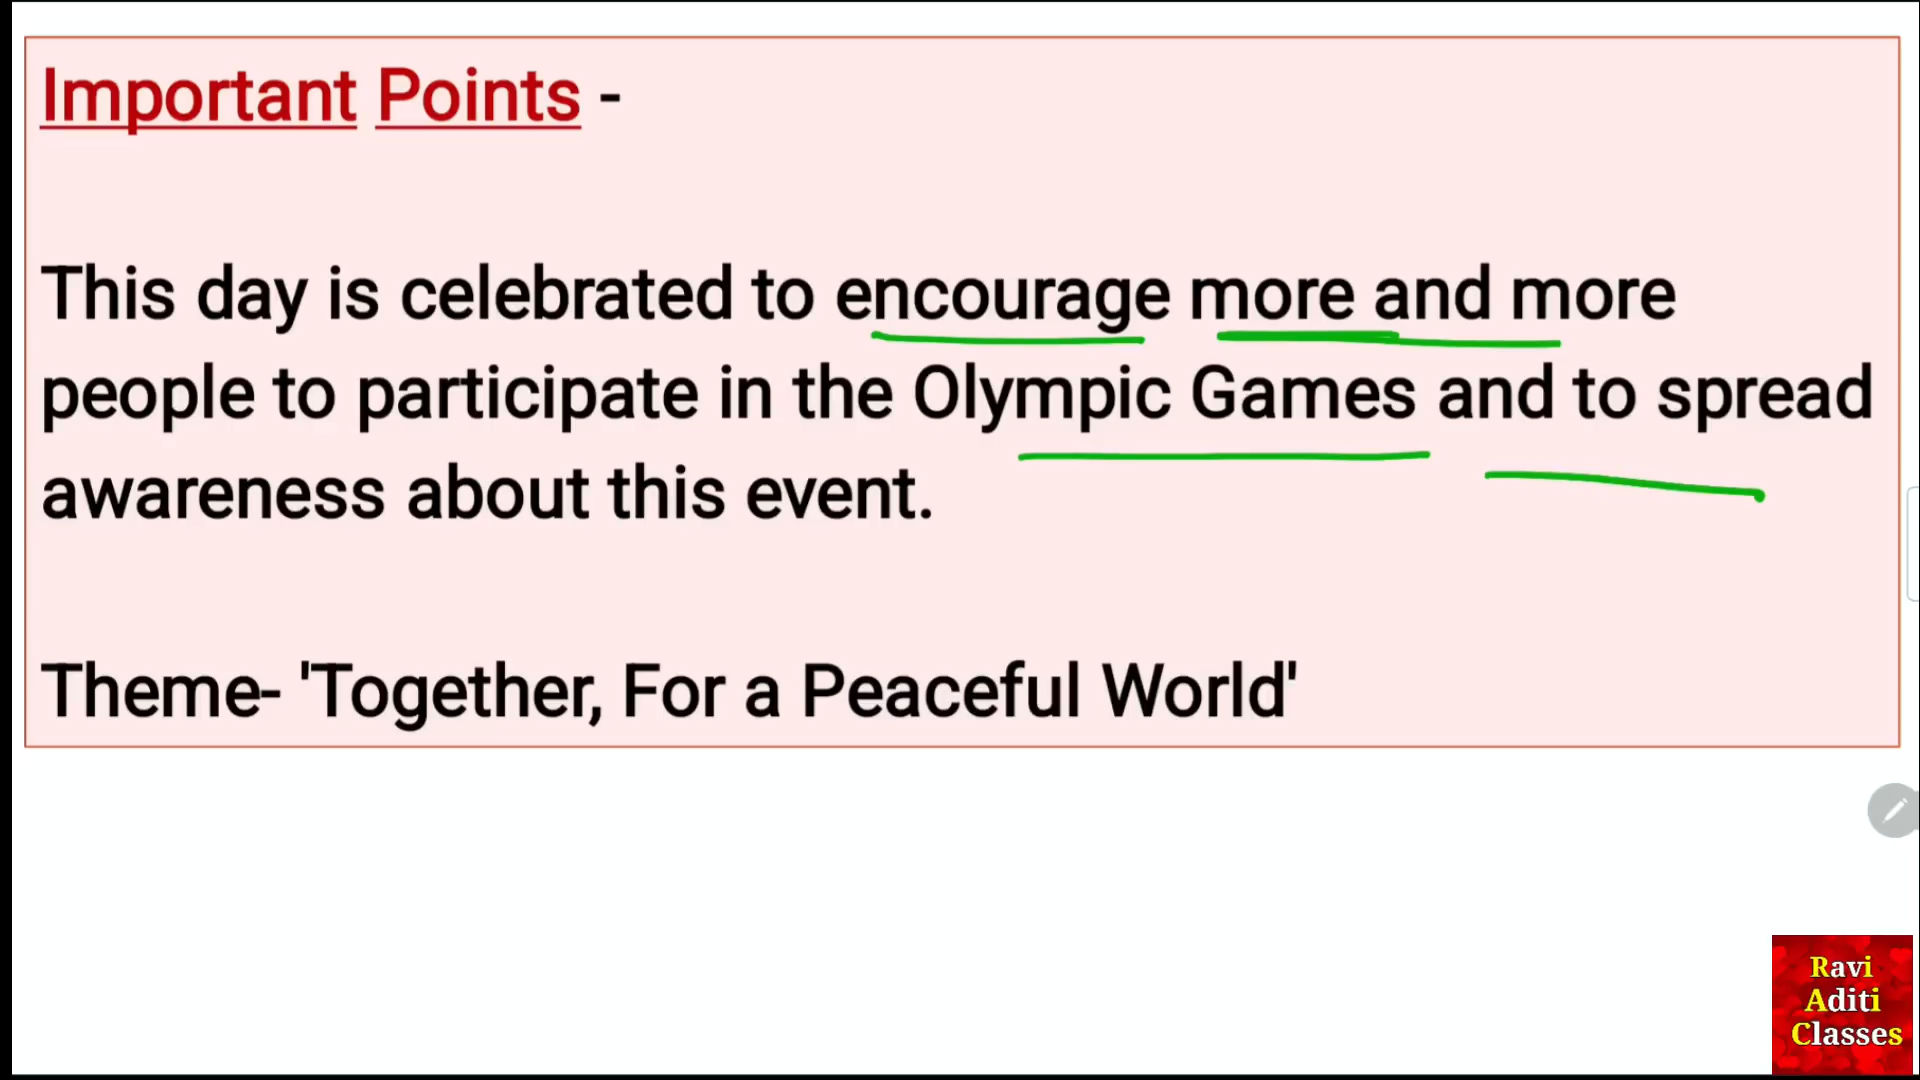 Important Points -
This day is celebrated to encourage more and more
people to participate in the Olympic Games and to spread
awareness about this event.
Theme- 'Together, For a Peaceful World'
Ravi
Aditi
Classes